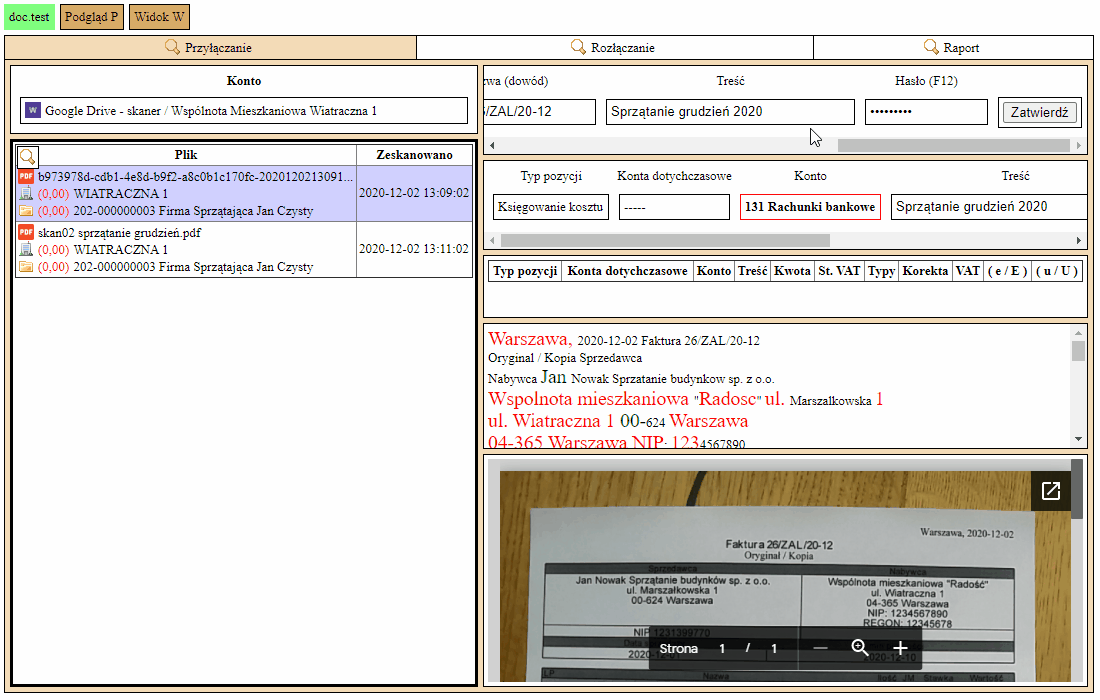 doc.test Podgląd P Widok W
Przyłączanie Rozłączanie Raport
Konto
W Google Drive - skaner / Wspólnota Mieszkaniowa Wiatraczna 1
Plik Zeskanowano
PDF b973978d-cdb1-4e8d-b9f2-a8c0b1c170fc-2020120213091...
(0,00) WIATRACZNA 1
(0,00) 202-000000003 Firma Sprzątająca Jan Czysty
2020-12-02 13:09:02
PDF skan02 sprzątanie grudzień.pdf
(0,00) WIATRACZNA 1
(0,00) 202-000000003 Firma Sprzątająca Jan Czysty
2020-12-02 13:11:02
zwa (dowód) Treść Hasło (F12)
/ZAL/20-12 Sprzątanie grudzień 2020 ••••••••• Zatwierdź
Typ pozycji Konta dotychczasowe Konto Treść
Księgowanie kosztu ----- 131 Rachunki bankowe Sprzątanie grudzień 2020
Typ pozycji Konta dotychczasowe Konto Treść Kwota St. VAT Typy Korekta VAT ( e / E ) ( u / U )
Warszawa, 2020-12-02 Faktura 26/ZAL/20-12
Oryginal / Kopia Sprzedawca
Nabywca Jan Nowak Sprzatanie budynkow sp. z o.o.
Wspolnota mieszkaniowa "Radosc" ul. Marszalkowska 1
ul. Wiatraczna 1 00-624 Warszawa
04-365 Warszawa NIP: 1234567890
Warszawa, 2020-12-02
Faktura 26/ZAL/20-12
Oryginał / Kopia
Sprzedawca Nabywca
Jan Nowak Sprzątanie budynków sp. z o.o.
ul. Marszałkowska 1
00-624 Warszawa
Wspólnota mieszkaniowa "Radość"
ul. Wiatraczna 1
04-365 Warszawa
NIP: 1234567890
REGON: 12345678
NIP 1231399770
Strona 1 / 1
LP Nazwa Ilość JM Stawka Wartość